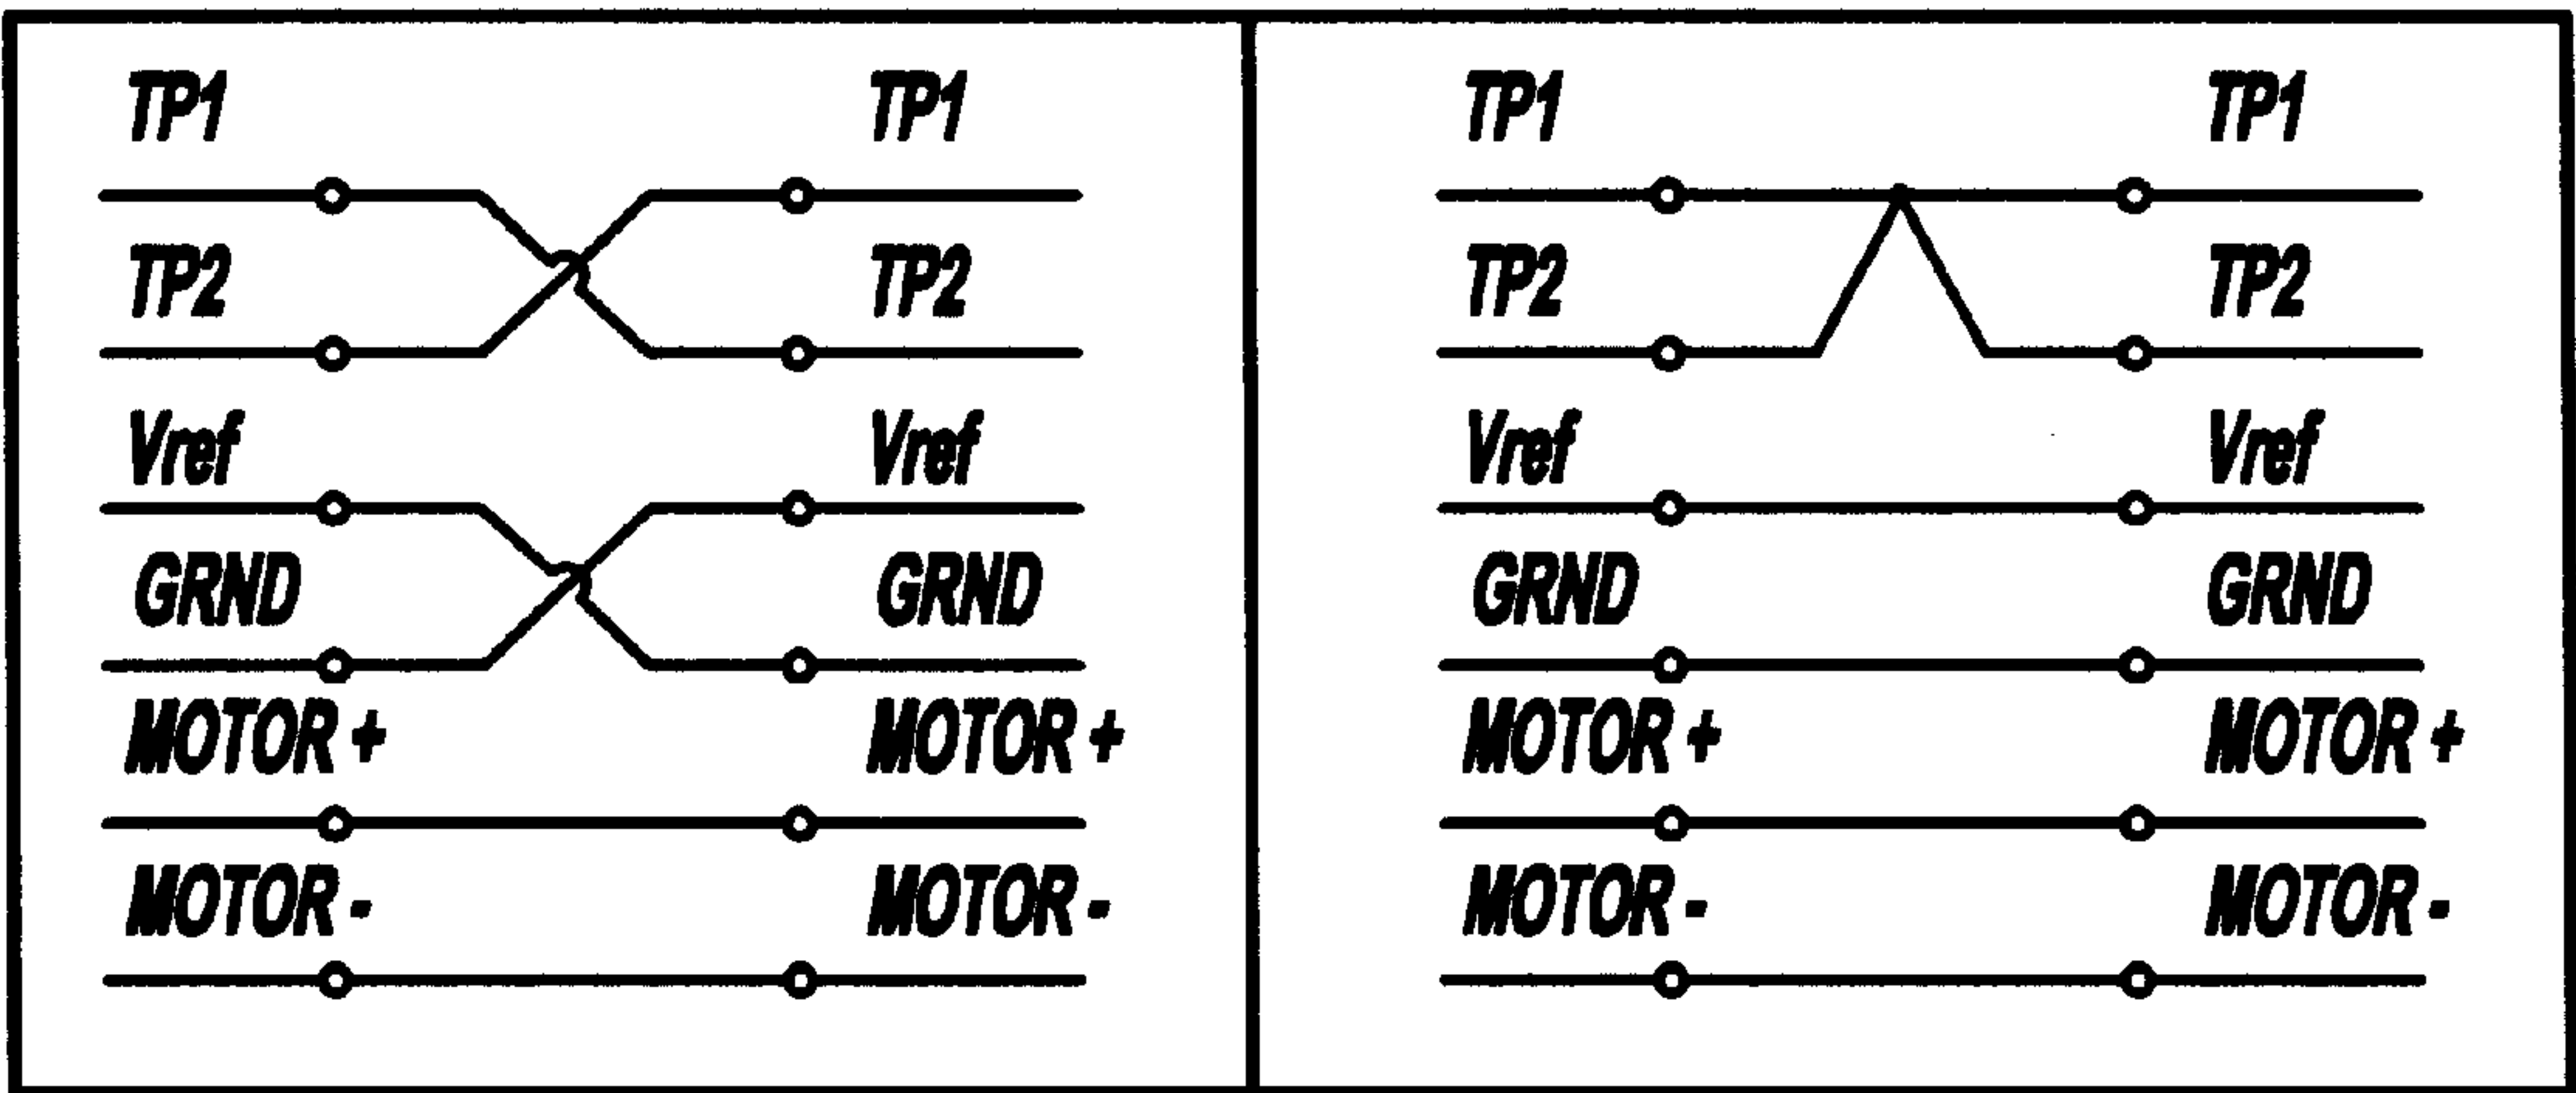 TP1 TP1
TP2 TP2
Vref Vref
GRND GRND
MOTOR + MOTOR +
MOTOR - MOTOR -
TP1 TP1
TP2 TP2
Vref Vref
GRND GRND
MOTOR + MOTOR +
MOTOR - MOTOR -